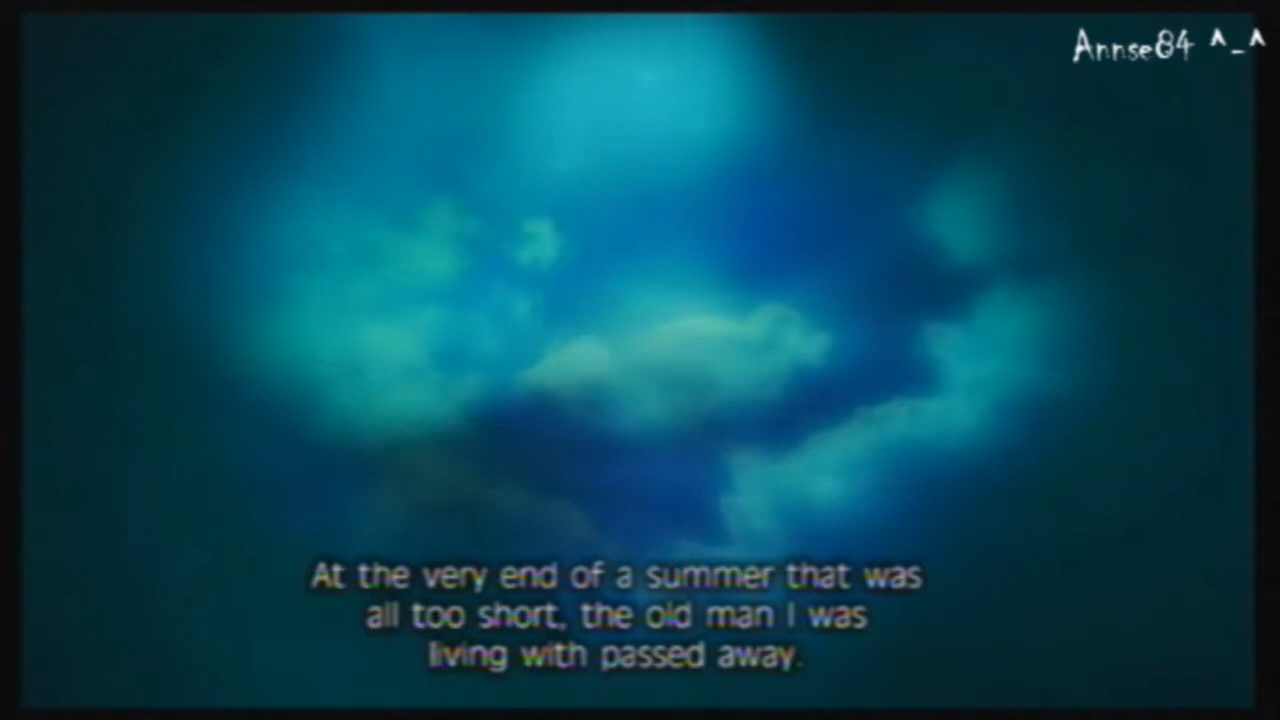 Annse84 ^_^
At the very end of a summer that was
all too short, the old man I was
living with passed away.